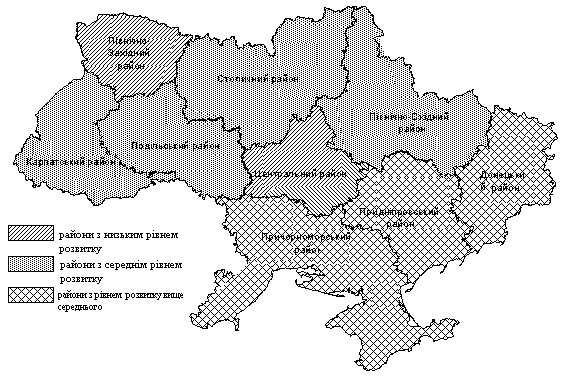 Північно-
Західний
район
Столичний район
Північно-Східний
район
Карпатський район
Подільський район
Центральний район
Донецьки
й район
Придніпровський
район
Причорноморський
район
райони з низьким рівнем
розвитку
райони з середнім рівнем
розвитку
райони з рівнем розвитку вище
середнього